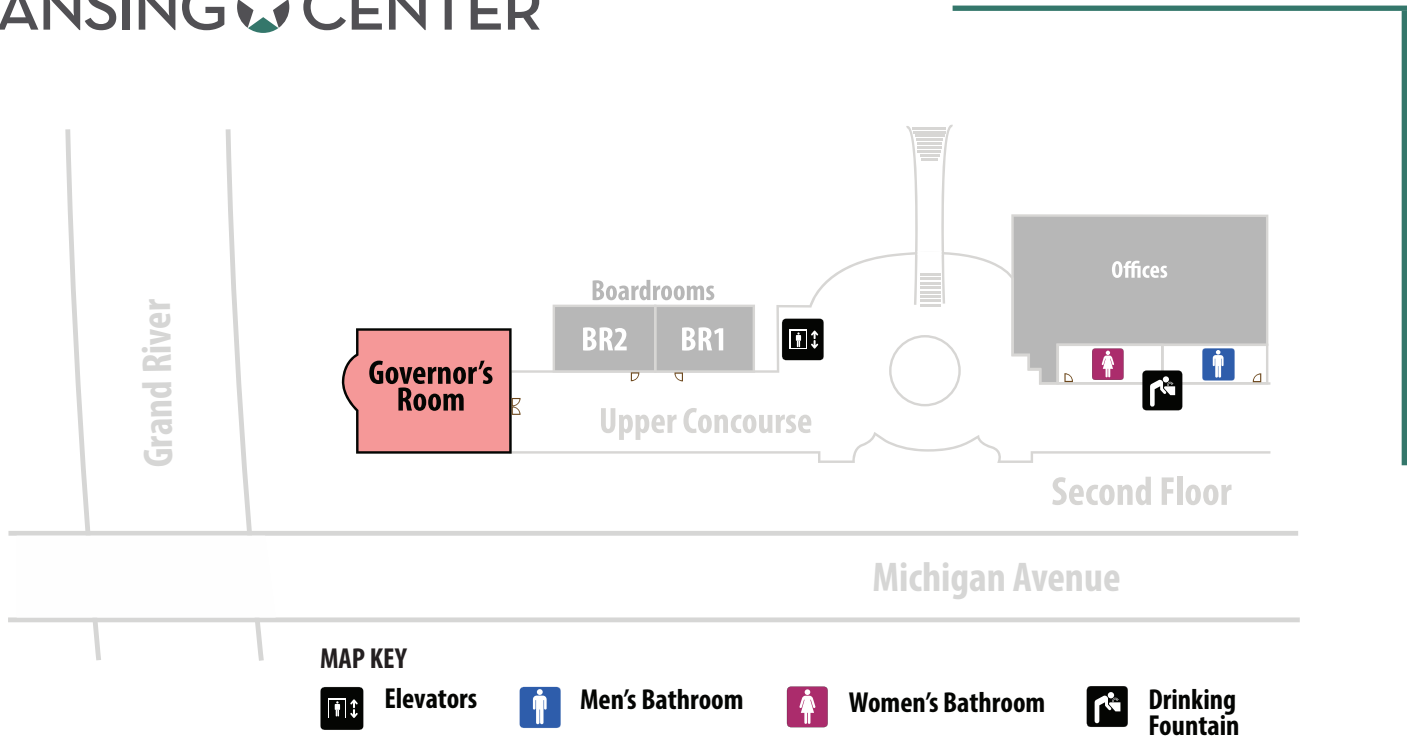 ANSING CENTER
Offices
Boardrooms
BR2
BR1
Governor's
Room
Grand River
Upper Concourse
Second Floor
Michigan Avenue
MAP KEY
Elevators
Men's Bathroom
Women's Bathroom
Drinking
Fountain